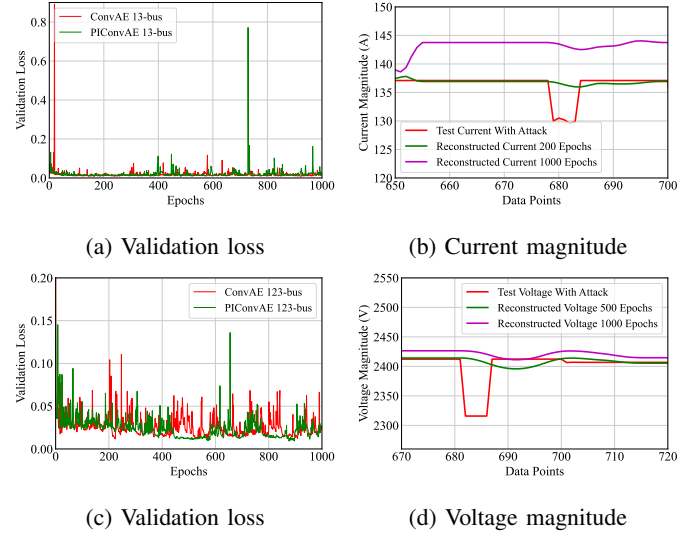 ConvAE 13-bus
PIConvAE 13-bus
Validation Loss
0.8
0.6
0.4
0.2
0.0
0 200 400 600 800 1000
Epochs
(a) Validation loss
Current Magnitude (A)
150
145
140
135
130
125
120
Test Current With Attack
Reconstructed Current 200 Epochs
Reconstructed Current 1000 Epochs
650 660 670 680 690 700
Data Points
(b) Current magnitude
ConvAE 123-bus
PIConvAE 123-bus
Validation Loss
0.20
0.15
0.10
0.05
0.00
0 200 400 600 800 1000
Epochs
(c) Validation loss
Voltage Magnitude (V)
2550
2500
2450
2400
2350
2300
Test Voltage With Attack
Reconstructed Voltage 500 Epochs
Reconstructed Voltage 1000 Epochs
670 680 690 700 710 720
Data Points
(d) Voltage magnitude